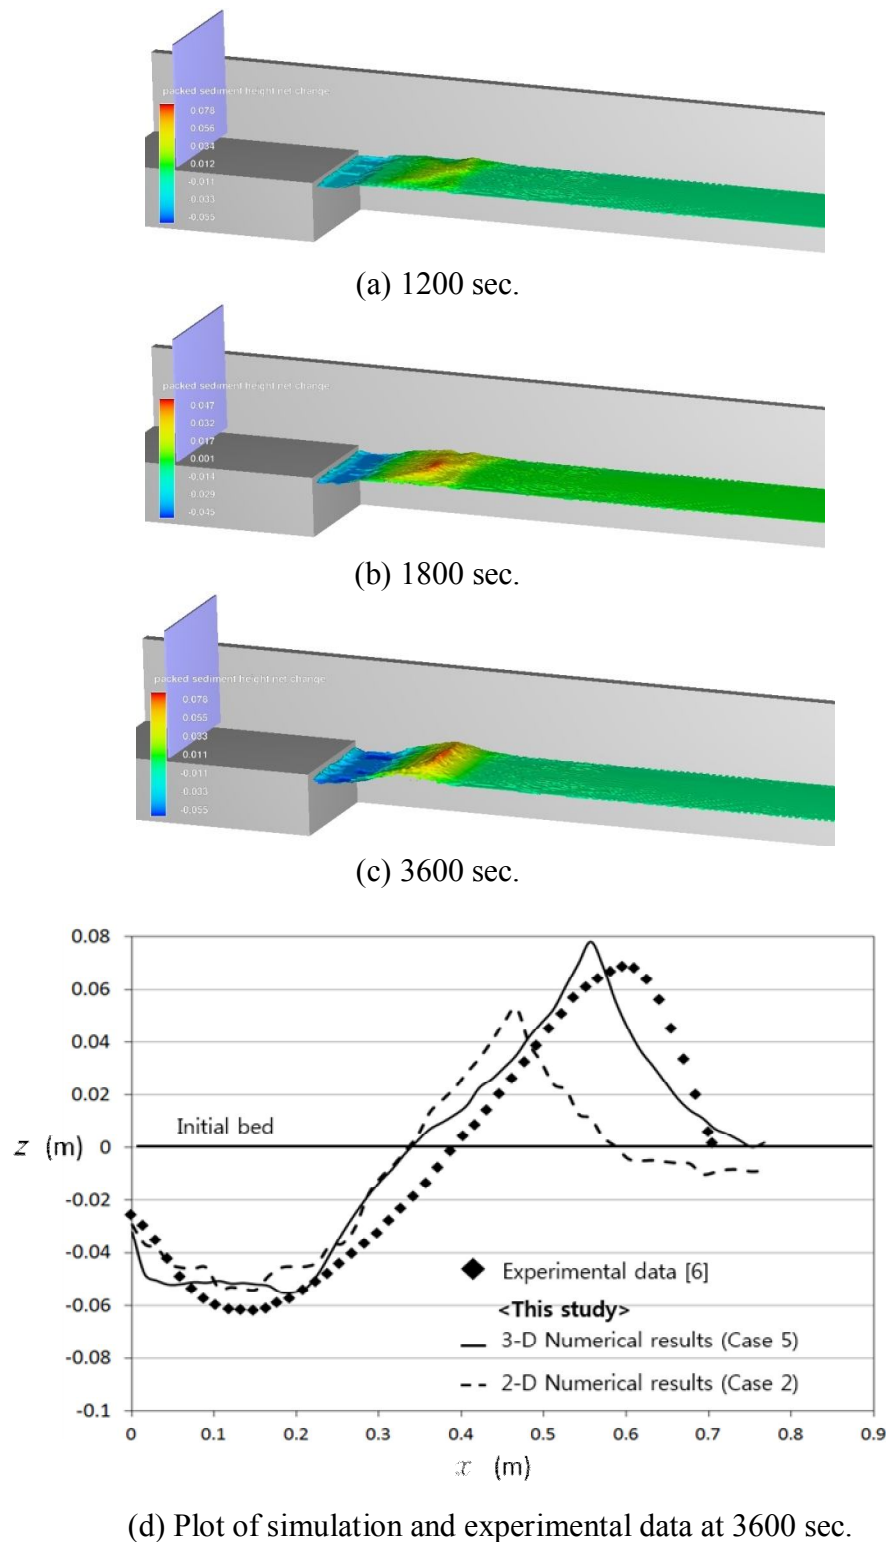 packed sediment height net change
0.078
0.056
0.034
0.012
-0.011
-0.033
-0.055
(a) 1200 sec.
packed sediment height net change
0.047
0.032
0.017
0.001
-0.014
-0.029
-0.045
(b) 1800 sec.
packed sediment height net change
0.078
0.055
0.033
0.011
-0.011
-0.033
-0.055
(c) 3600 sec.
0.08
0.06
0.04
0.02
0
-0.02
-0.04
-0.06
-0.08
-0.1
z (m)
Initial bed
Experimental data [6]
<This study>
3-D Numerical results (Case 5)
2-D Numerical results (Case 2)
0 0.1 0.2 0.3 0.4 0.5 0.6 0.7 0.8 0.9
x (m)
(d) Plot of simulation and experimental data at 3600 sec.